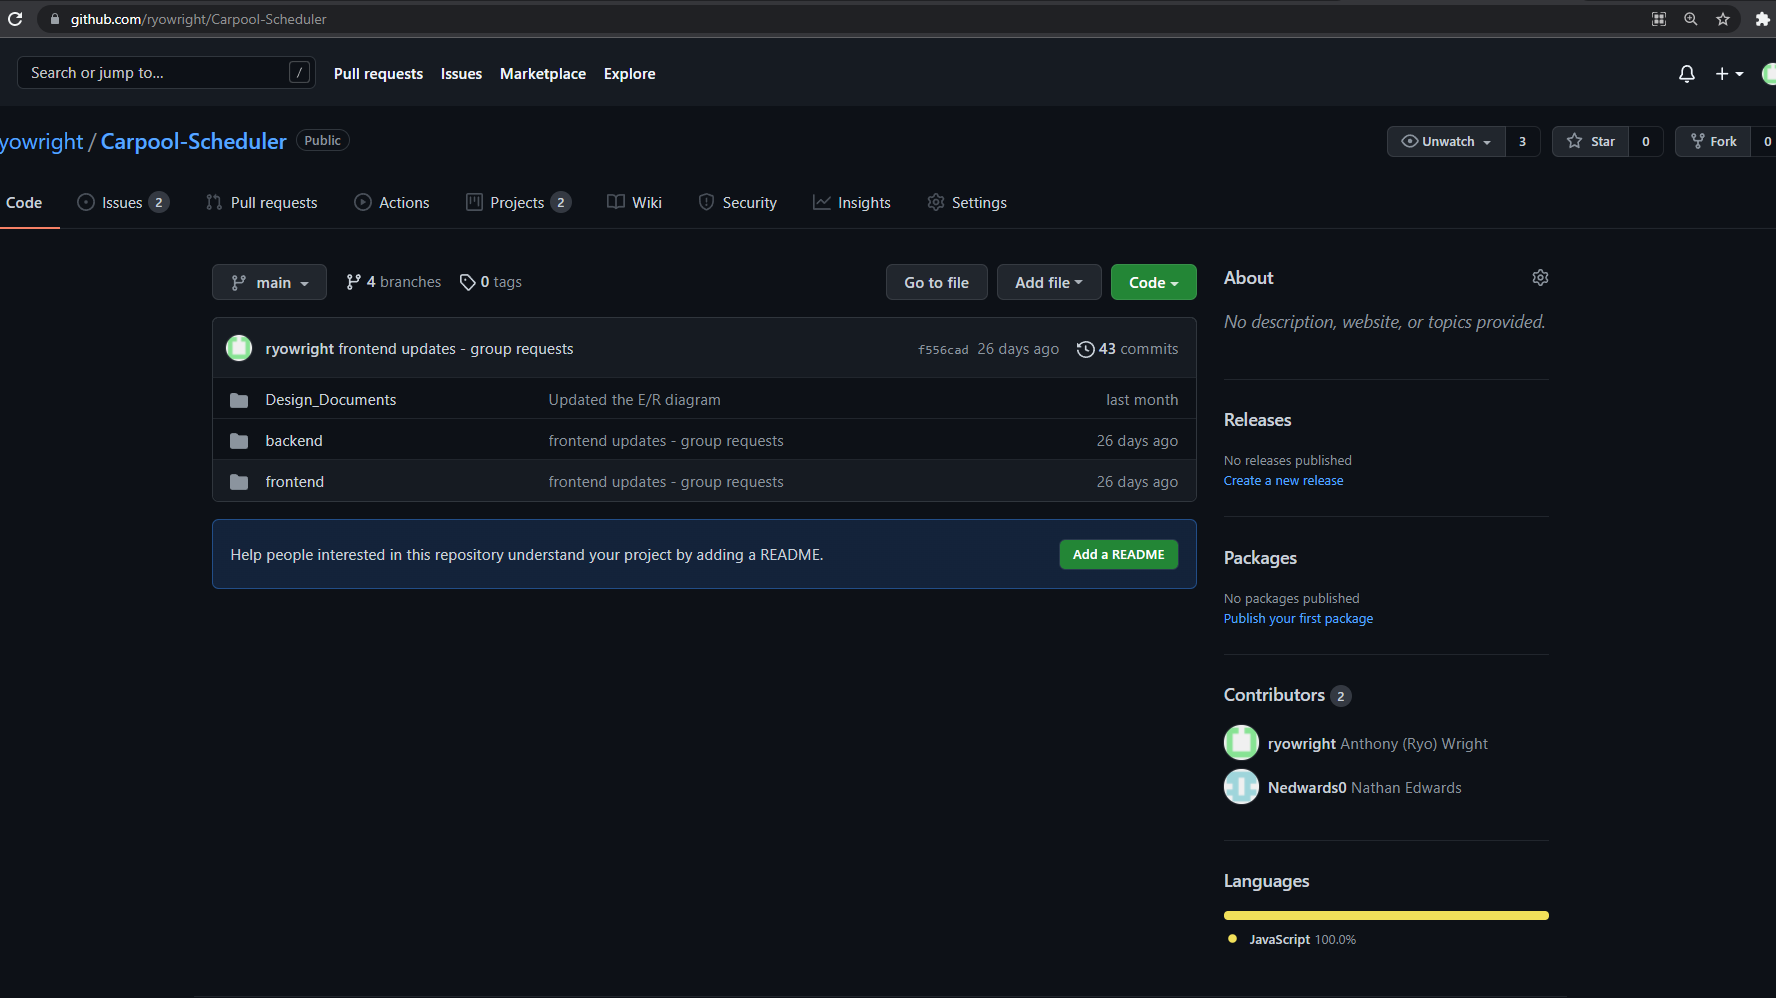 github.com/ryowright/Carpool-Scheduler
Search or jump to... /
Pull requests Issues Marketplace Explore
yowright / Carpool-Scheduler Public
Unwatch 3 Star 0 Fork 0
Code Issues 2 Pull requests Actions Projects 2 Wiki Security Insights Settings
main 4 branches 0 tags
Go to file Add file Code
ryowright frontend updates - group requests f556cad 26 days ago 43 commits
Design_Documents Updated the E/R diagram last month
backend frontend updates - group requests 26 days ago
frontend frontend updates - group requests 26 days ago
Help people interested in this repository understand your project by adding a README. Add a README
About
No description, website, or topics provided.
Releases
No releases published
Create a new release
Packages
No packages published
Publish your first package
Contributors 2
ryowright Anthony (Ryo) Wright
Nedwards0 Nathan Edwards
Languages
JavaScript 100.0%